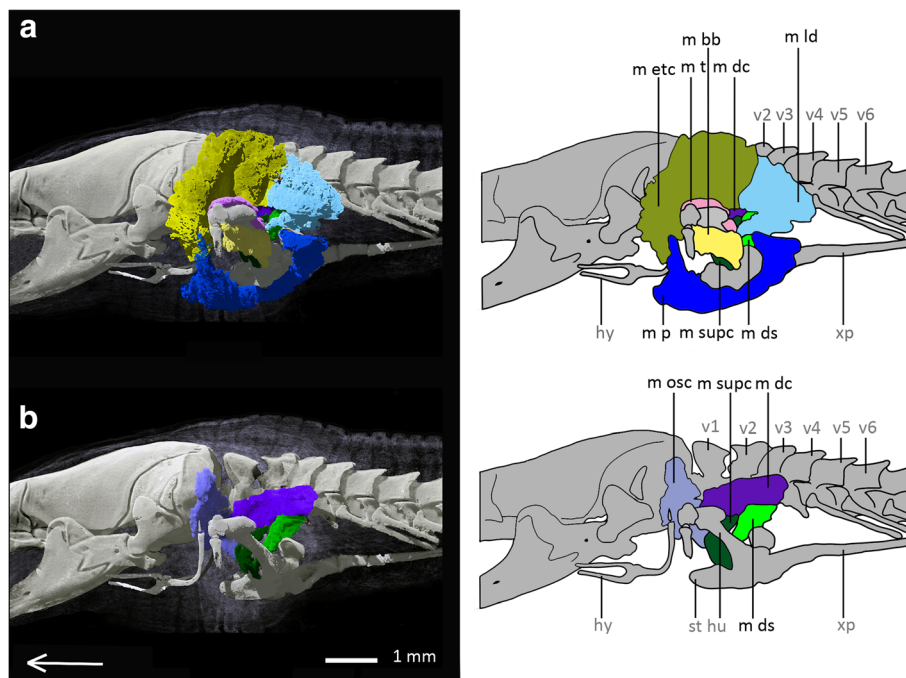 a
m bb
m ld
m etc
m t
m dc
v2
v3
v4
v5
v6
hy
m p
m supc
m ds
xp
b
m osc
m supc
m dc
v1
v2
v3
v4
v5
v6
hy
st
hu
m ds
xp
1 mm